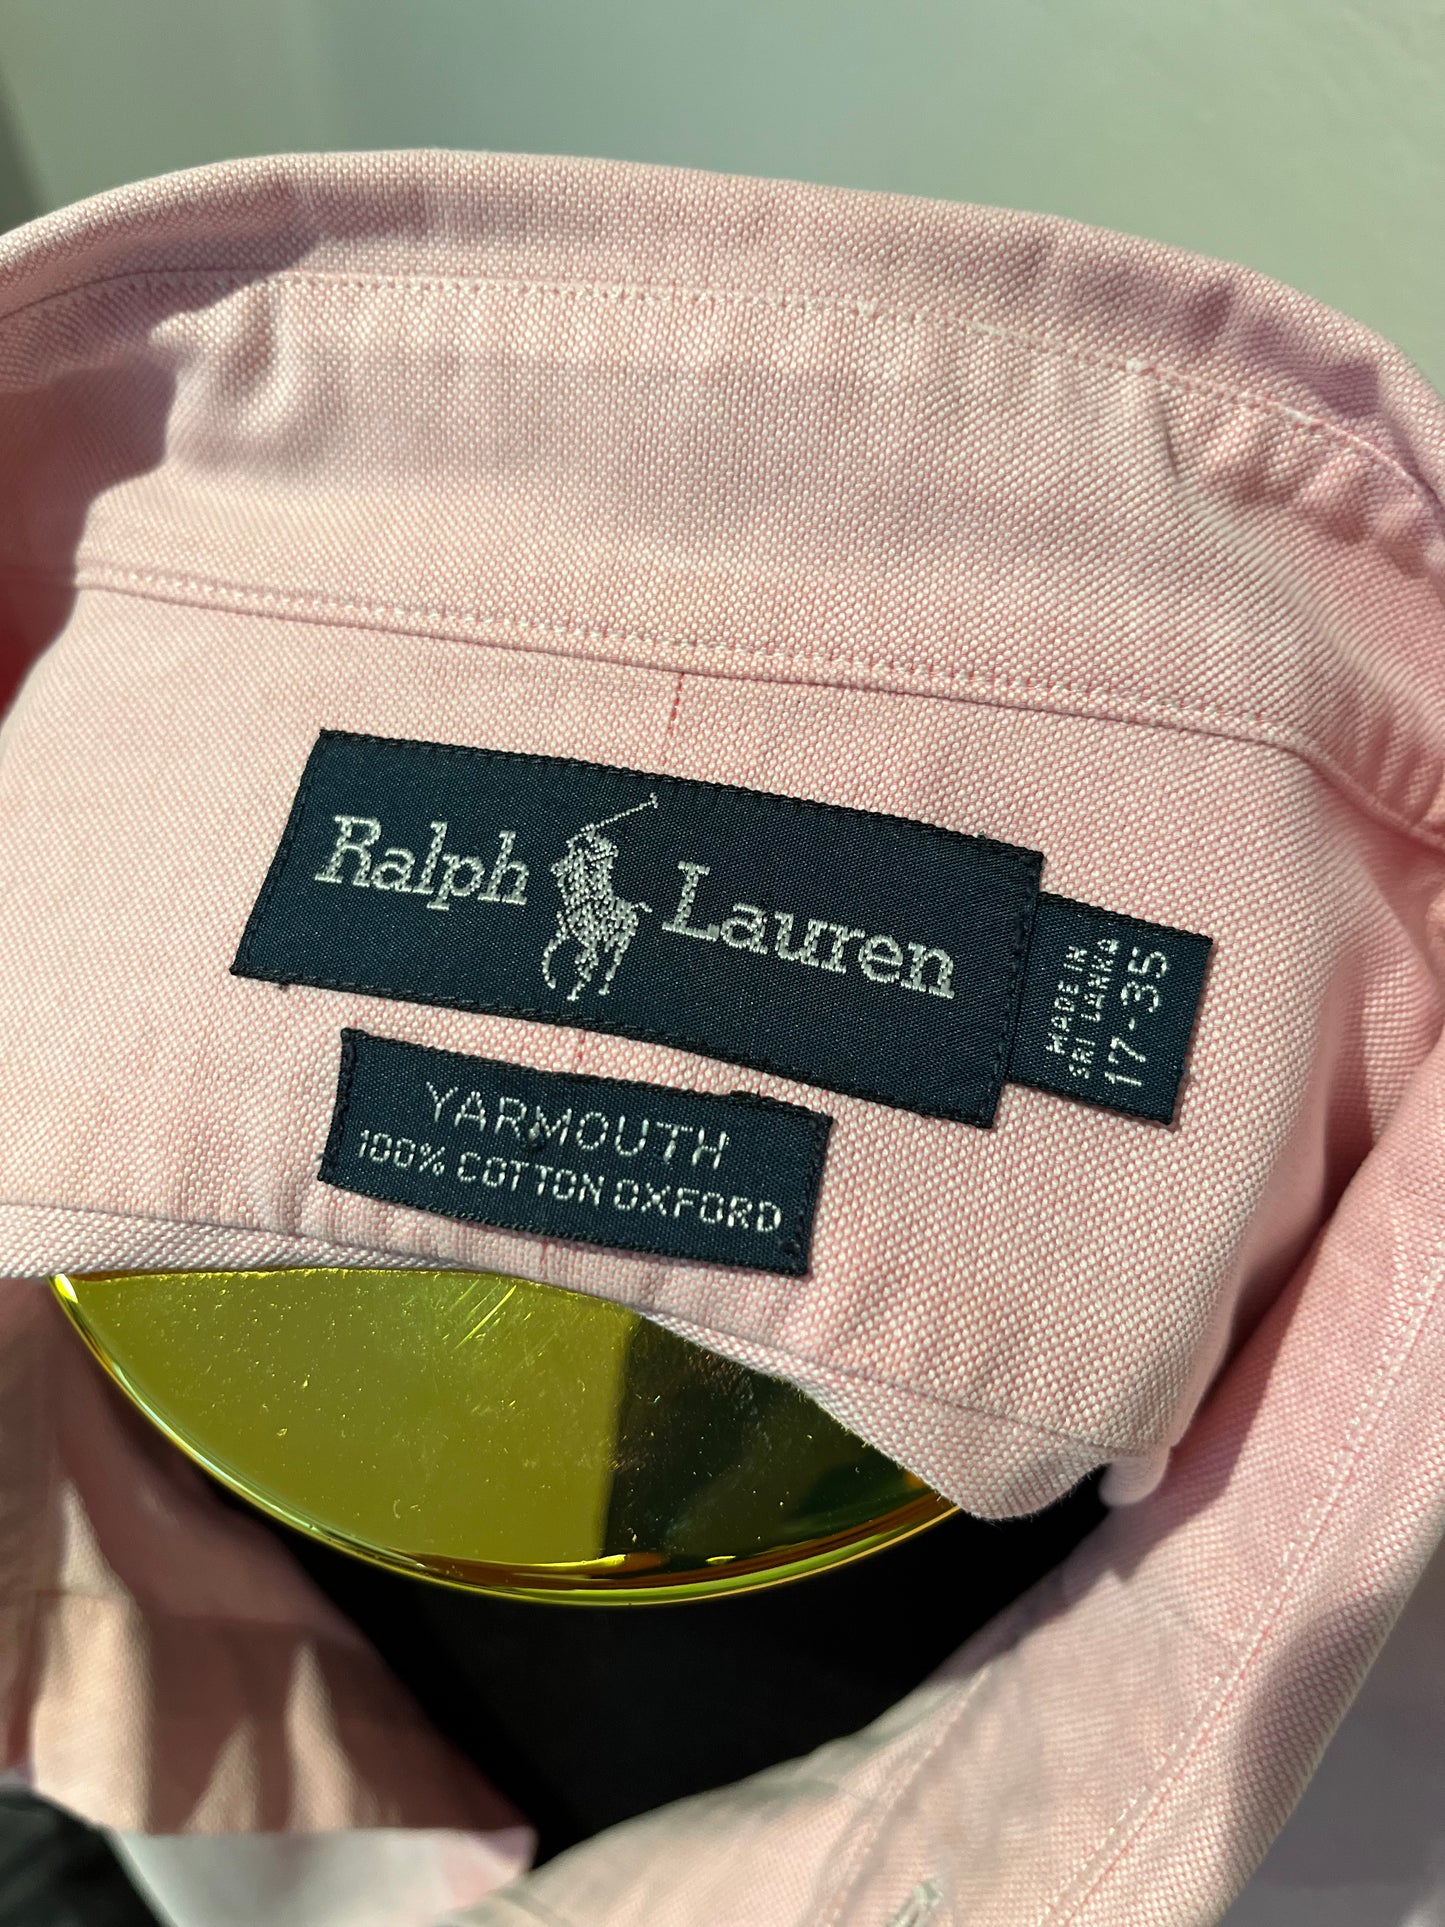 Ralph Lauren
MADE IN
SRI LANKA
17-35
YARMOUTH
100% COTTON OXFORD